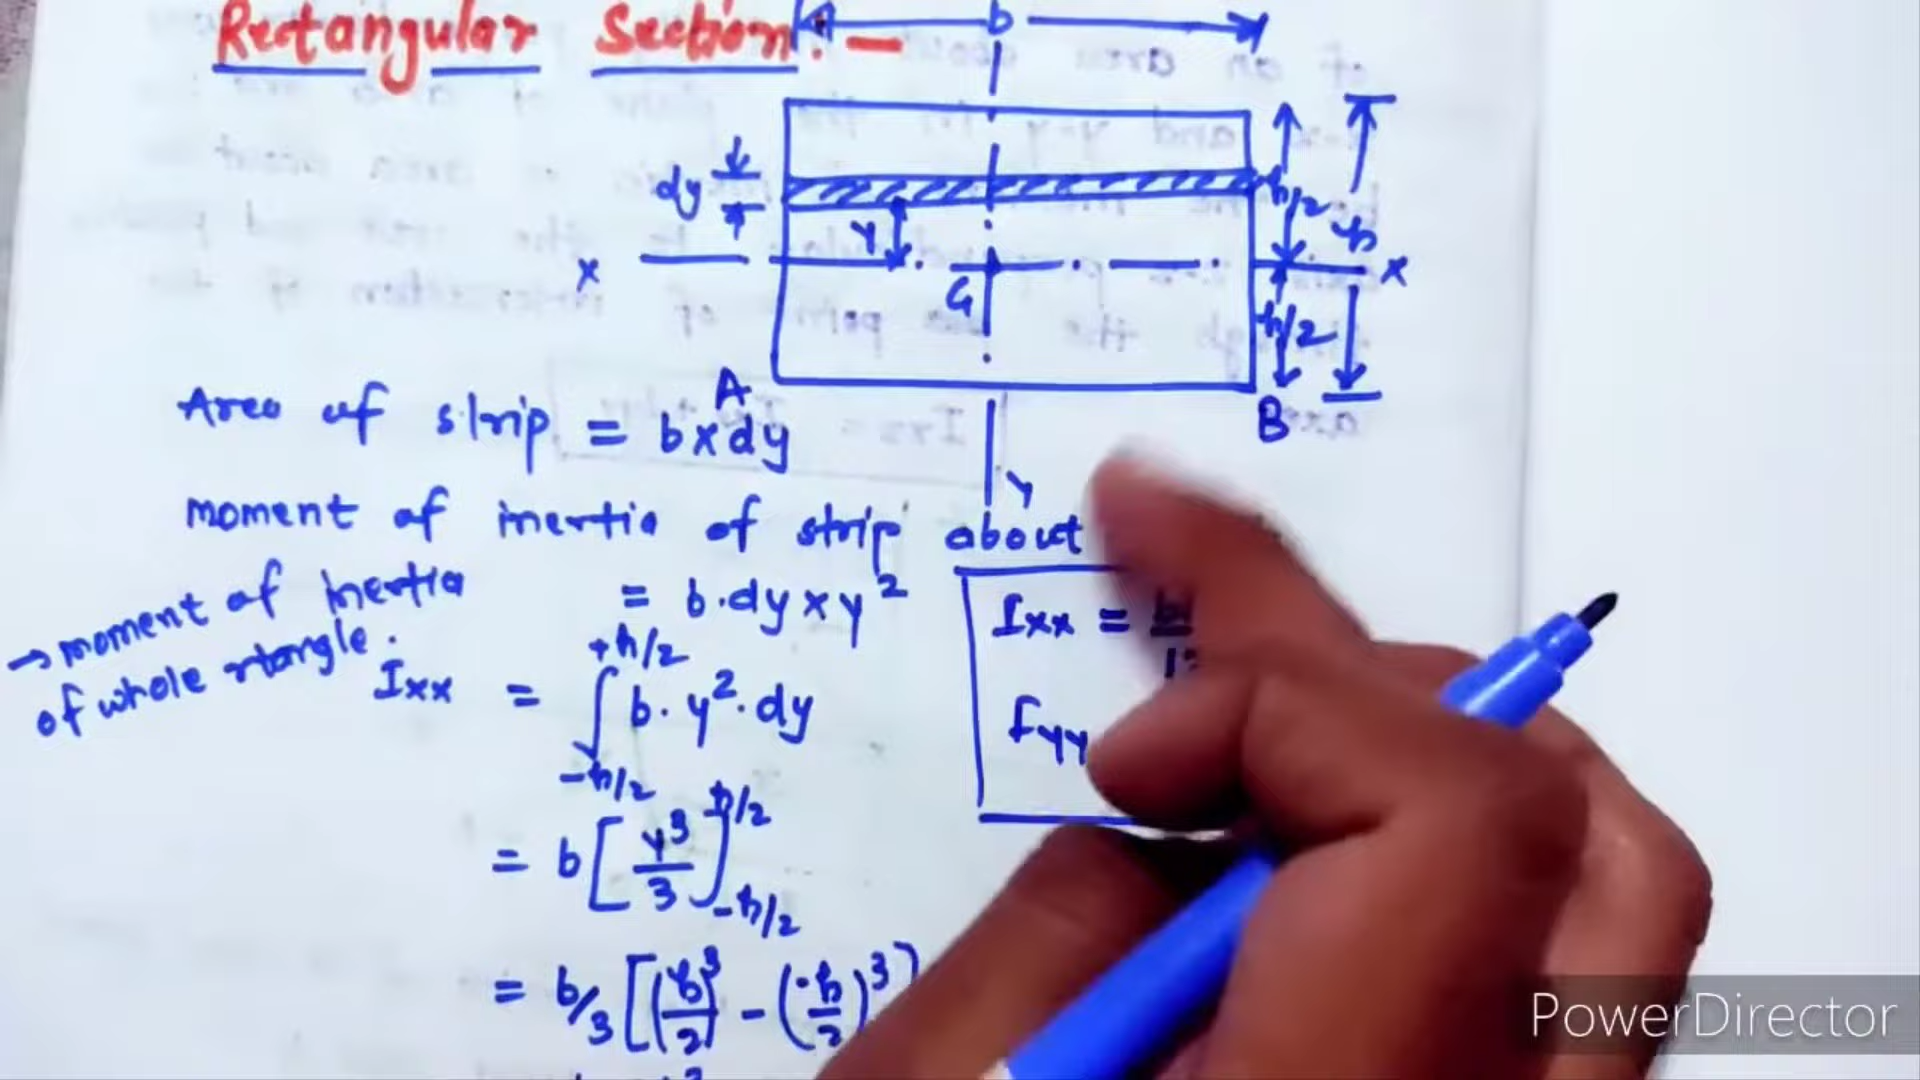 Rectangular Section :-
b
dy
Y
h/2
h
x
G
x
h/2
A
B
Area of strip = b x dy
Y
moment of inertia of strip about
= b.dy x y²
→ moment of inertia
of whole rtangle.
Ixx = ∫ +h/2 -h/2 b. y². dy
= b [ y³/3 ] h/2 -h/2
= b/3 [ (h/2)³ - (-h/2)³ ]
Ixx =
Iyy
PowerDirector